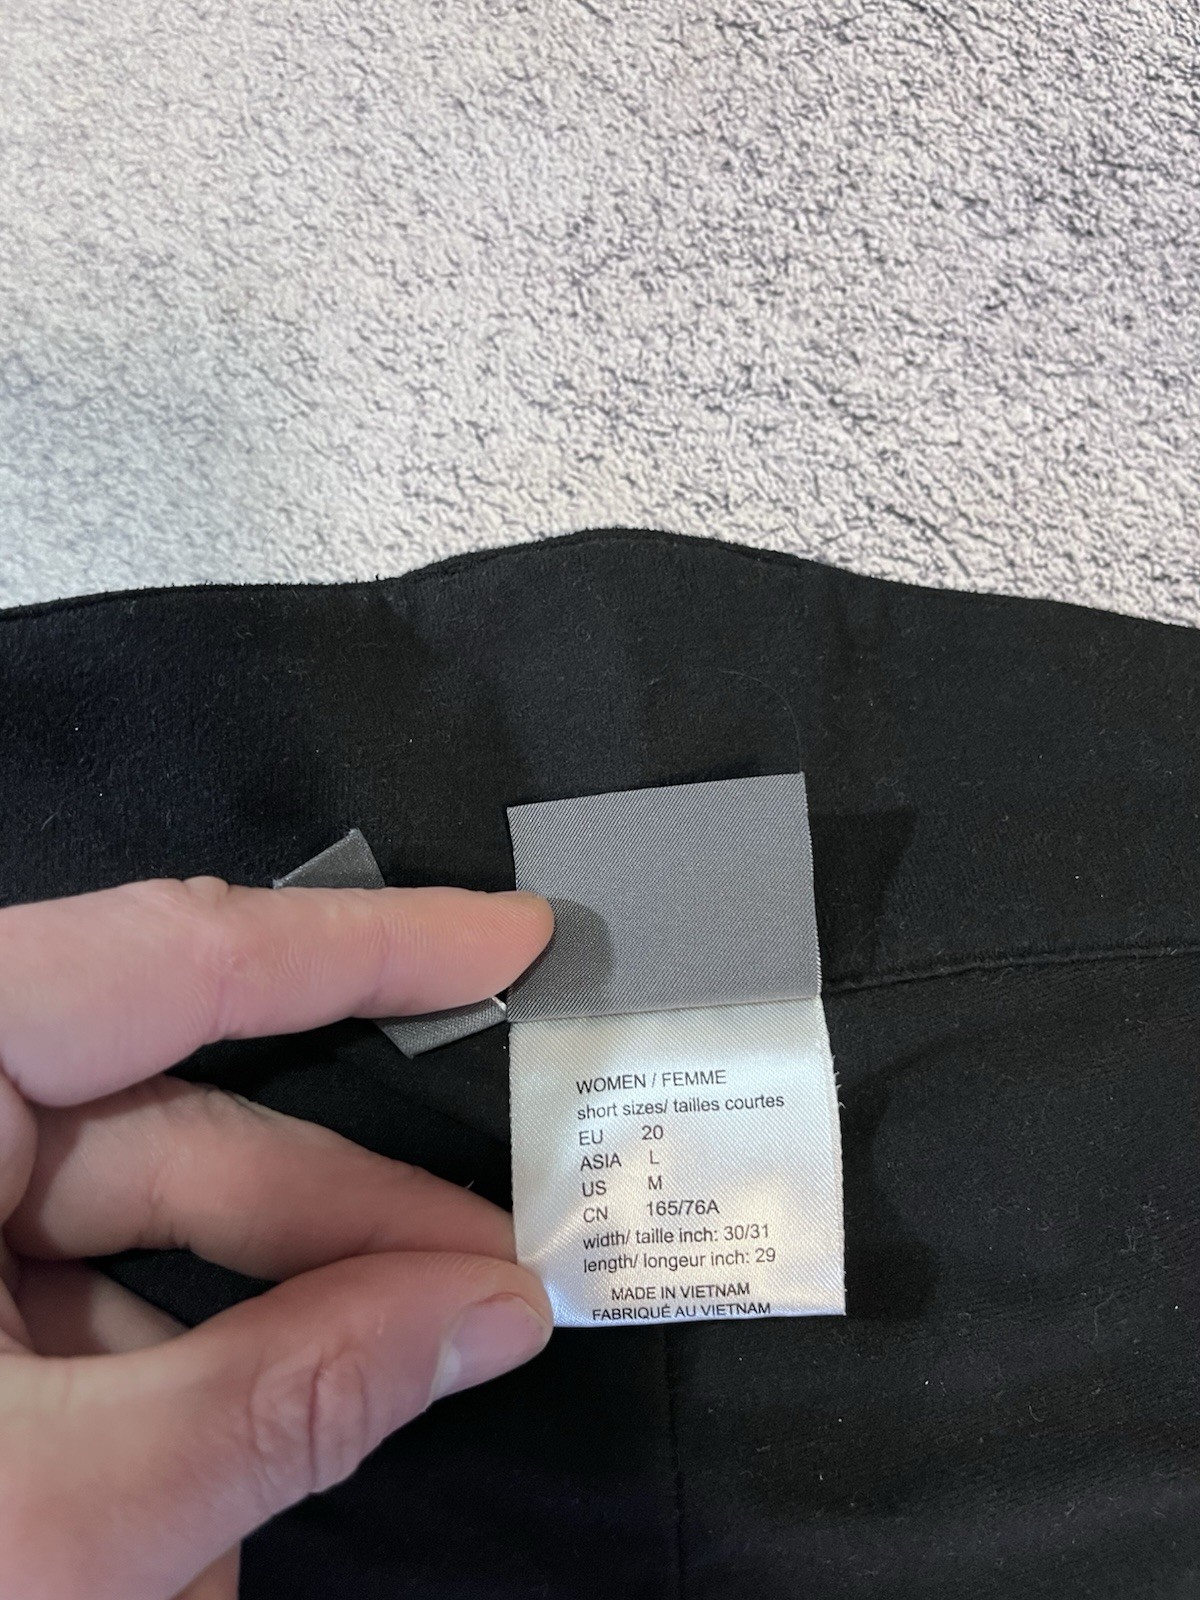 WOMEN / FEMME
short sizes/ tailles courtes
EU 20
ASIA L
US M
CN 165/76A
width/ taille inch: 30/31
length/ longeur inch: 29
MADE IN VIETNAM
FABRIQUÉ AU VIETNAM